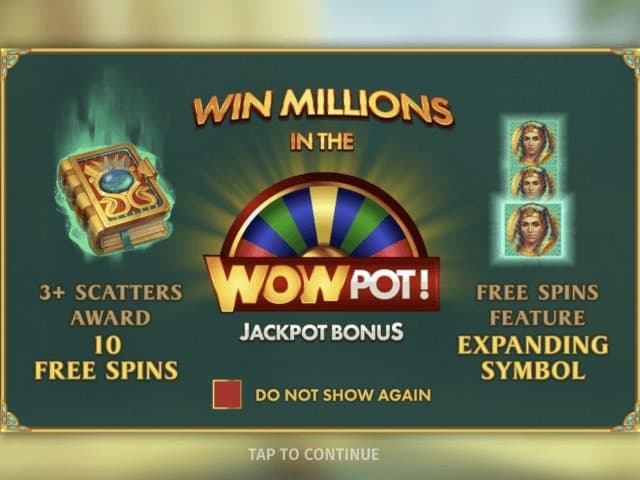 WIN MILLIONS
IN THE
WOWPOT!
JACKPOT BONUS
3+ SCATTERS
AWARD
10
FREE SPINS
FREE SPINS
FEATURE
EXPANDING
SYMBOL
DO NOT SHOW AGAIN
TAP TO CONTINUE